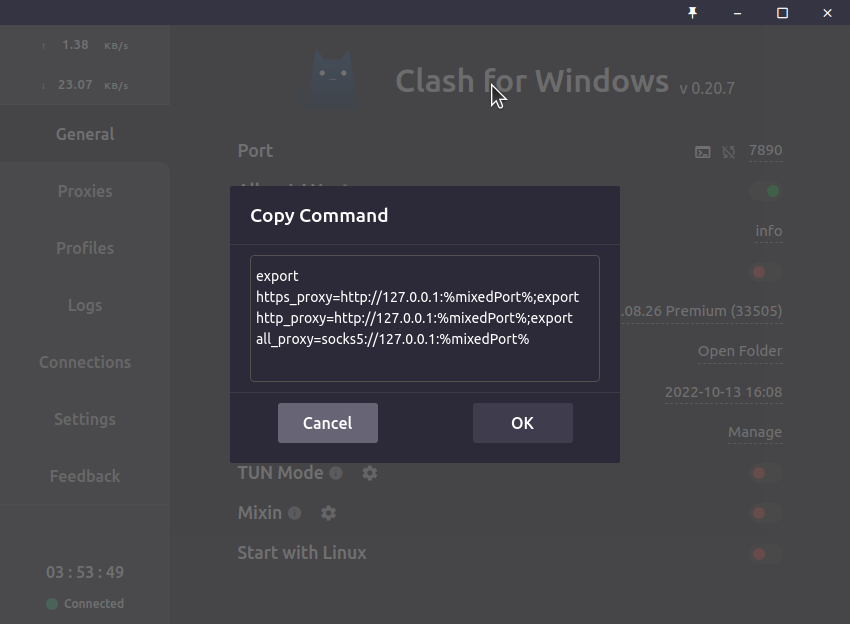 ↑ 1.38 KB/s
↓ 23.07 KB/s
General
Proxies
Profiles
Logs
Connections
Settings
Feedback
03 : 53 : 49
Connected
Clash for Windows v 0.20.7
Port 7890
info
.08.26 Premium (33505)
Open Folder
2022-10-13 16:08
Manage
Copy Command
export
https_proxy=http://127.0.0.1:%mixedPort%;export
http_proxy=http://127.0.0.1:%mixedPort%;export
all_proxy=socks5://127.0.0.1:%mixedPort%
Cancel OK
TUN Mode
Mixin
Start with Linux